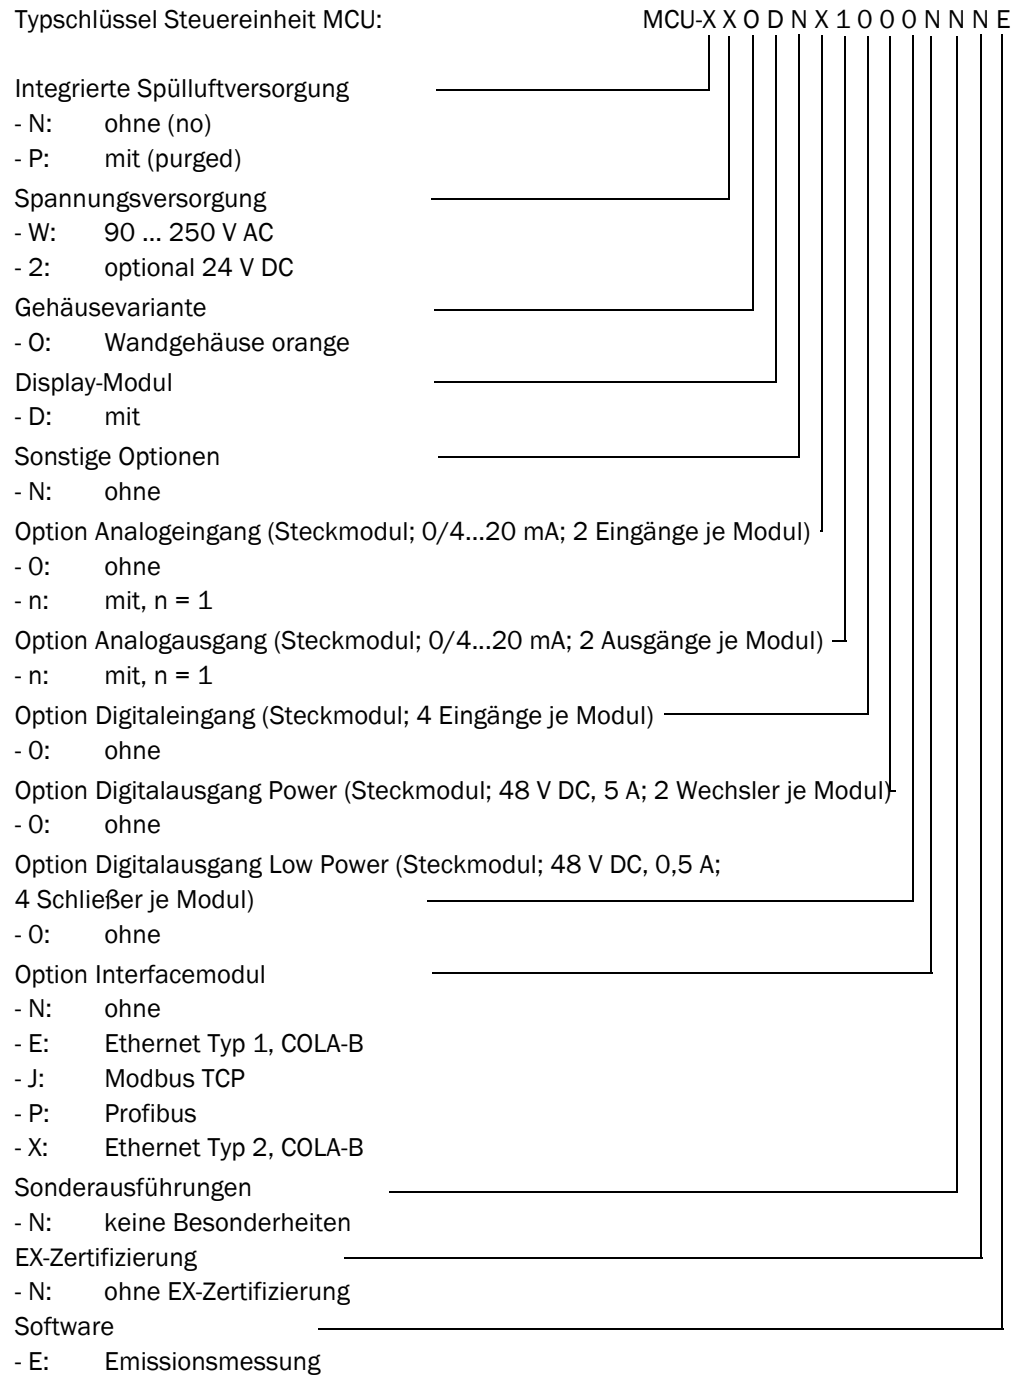 Typschlüssel Steuereinheit MCU: MCU-X X O D N X 1 0 0 0 N N N E
Integrierte Spülluftversorgung
- N: ohne (no)
- P: mit (purged)
Spannungsversorgung
- W: 90 ... 250 V AC
- 2: optional 24 V DC
Gehäusevariante
- O: Wandgehäuse orange
Display-Modul
- D: mit
Sonstige Optionen
- N: ohne
Option Analogeingang (Steckmodul; 0/4...20 mA; 2 Eingänge je Modul)
- 0: ohne
- n: mit, n = 1
Option Analogausgang (Steckmodul; 0/4...20 mA; 2 Ausgänge je Modul)
- n: mit, n = 1
Option Digitaleingang (Steckmodul; 4 Eingänge je Modul)
- 0: ohne
Option Digitalausgang Power (Steckmodul; 48 V DC, 5 A; 2 Wechsler je Modul)
- 0: ohne
Option Digitalausgang Low Power (Steckmodul; 48 V DC, 0,5 A;
4 Schließer je Modul)
- 0: ohne
Option Interfacemodul
- N: ohne
- E: Ethernet Typ 1, COLA-B
- J: Modbus TCP
- P: Profibus
- X: Ethernet Typ 2, COLA-B
Sonderausführungen
- N: keine Besonderheiten
EX-Zertifizierung
- N: ohne EX-Zertifizierung
Software
- E: Emissionsmessung